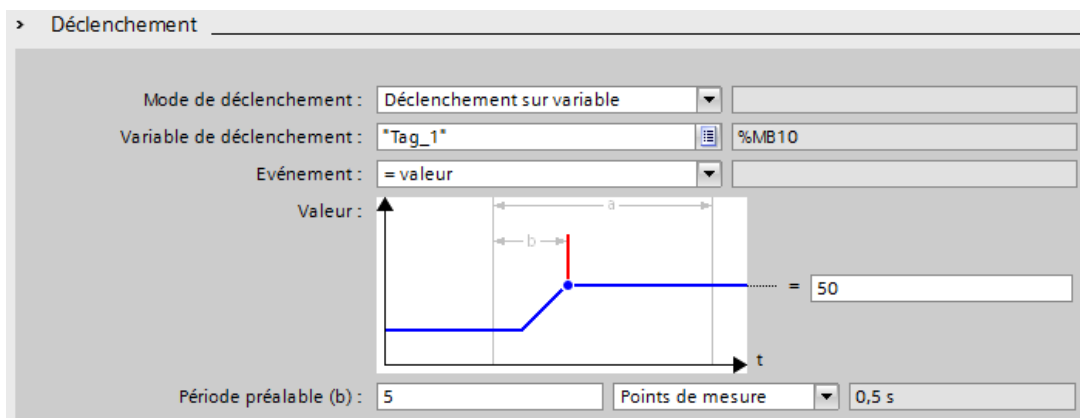 Déclenchement
Mode de déclenchement : Déclenchement sur variable
Variable de déclenchement : "Tag_1" %MB10
Evénement : = valeur
Valeur :
a
b
= 50
t
Période préalable (b) : 5 Points de mesure 0,5 s